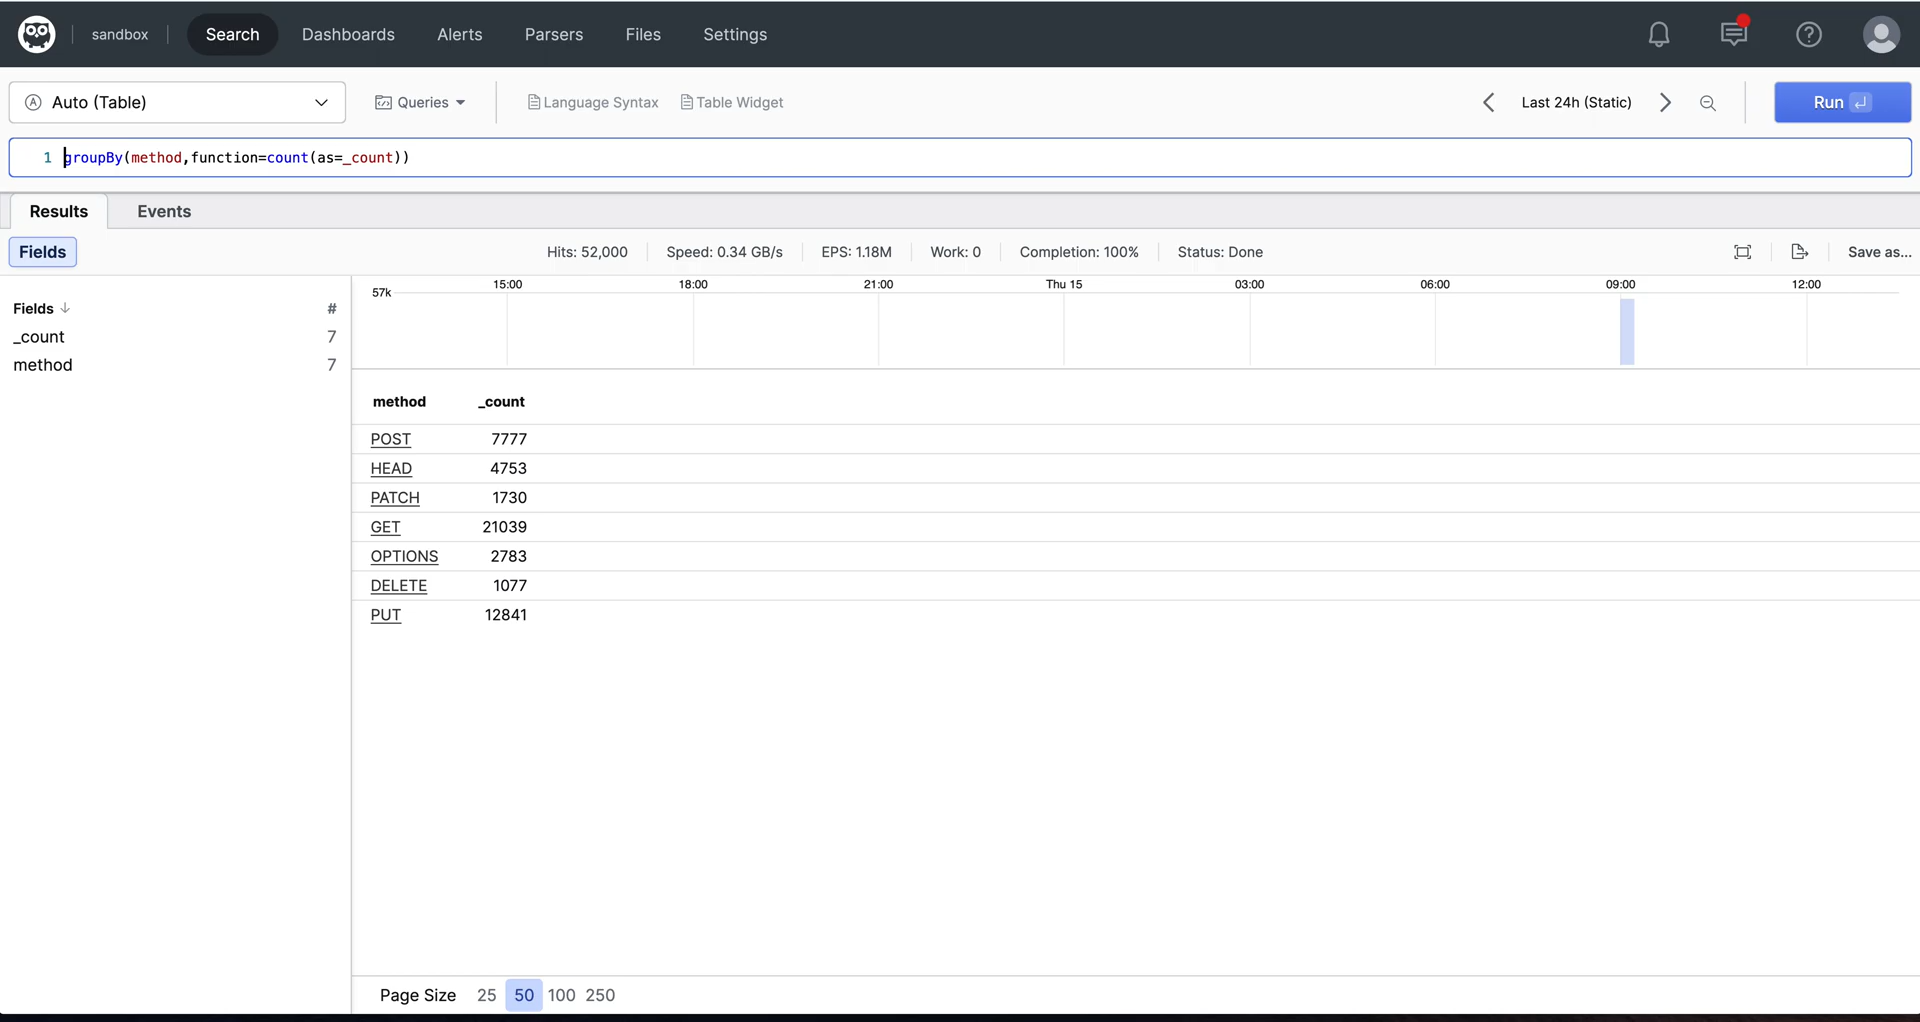 sandbox Search Dashboards Alerts Parsers Files Settings
Auto (Table) Queries Language Syntax Table Widget Last 24h (Static) Run
1 groupBy(method,function=count(as=_count))
Results Events
Fields Hits: 52,000 Speed: 0.34 GB/s EPS: 1.18M Work: 0 Completion: 100% Status: Done Save as...
57k 15:00 18:00 21:00 Thu 15 03:00 06:00 09:00 12:00
Fields #
_count 7
method 7
method _count
POST 7777
HEAD 4753
PATCH 1730
GET 21039
OPTIONS 2783
DELETE 1077
PUT 12841
Page Size 25 50 100 250